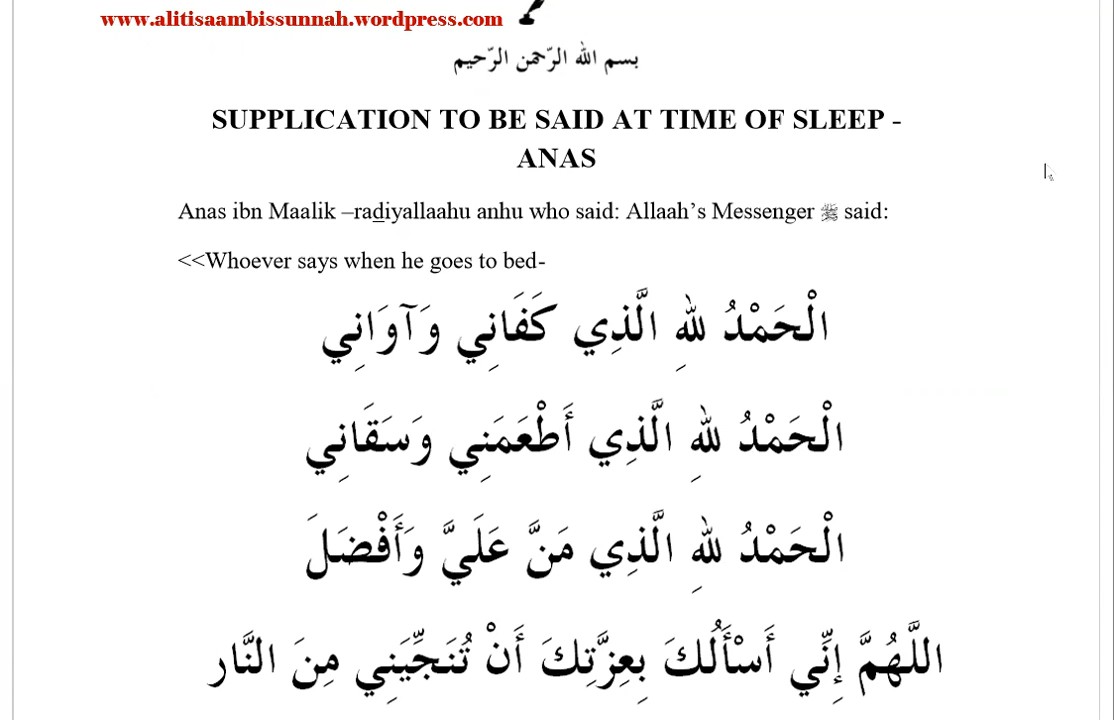 www.alitisaambissunnah.wordpress.com
بسم الله الرّحمن الرّحيم
SUPPLICATION TO BE SAID AT TIME OF SLEEP -
ANAS
Anas ibn Maalik –radiyallaahu anhu who said: Allaah’s Messenger ﷺ said:
<<Whoever says when he goes to bed-
الْحَمْدُ للهِ الَّذِي كَفَانِي وَآوَانِي
الْحَمْدُ للهِ الَّذِي أَطْعَمَنِي وَسَقَانِي
الْحَمْدُ للهِ الَّذِي مَنَّ عَلَيَّ وَأَفْضَلَ
اللَّهُمَّ إِنِّي أَسْأَلُكَ بِعِزَّتِكَ أَنْ تُنَجِّيَنِي مِنَ النَّار